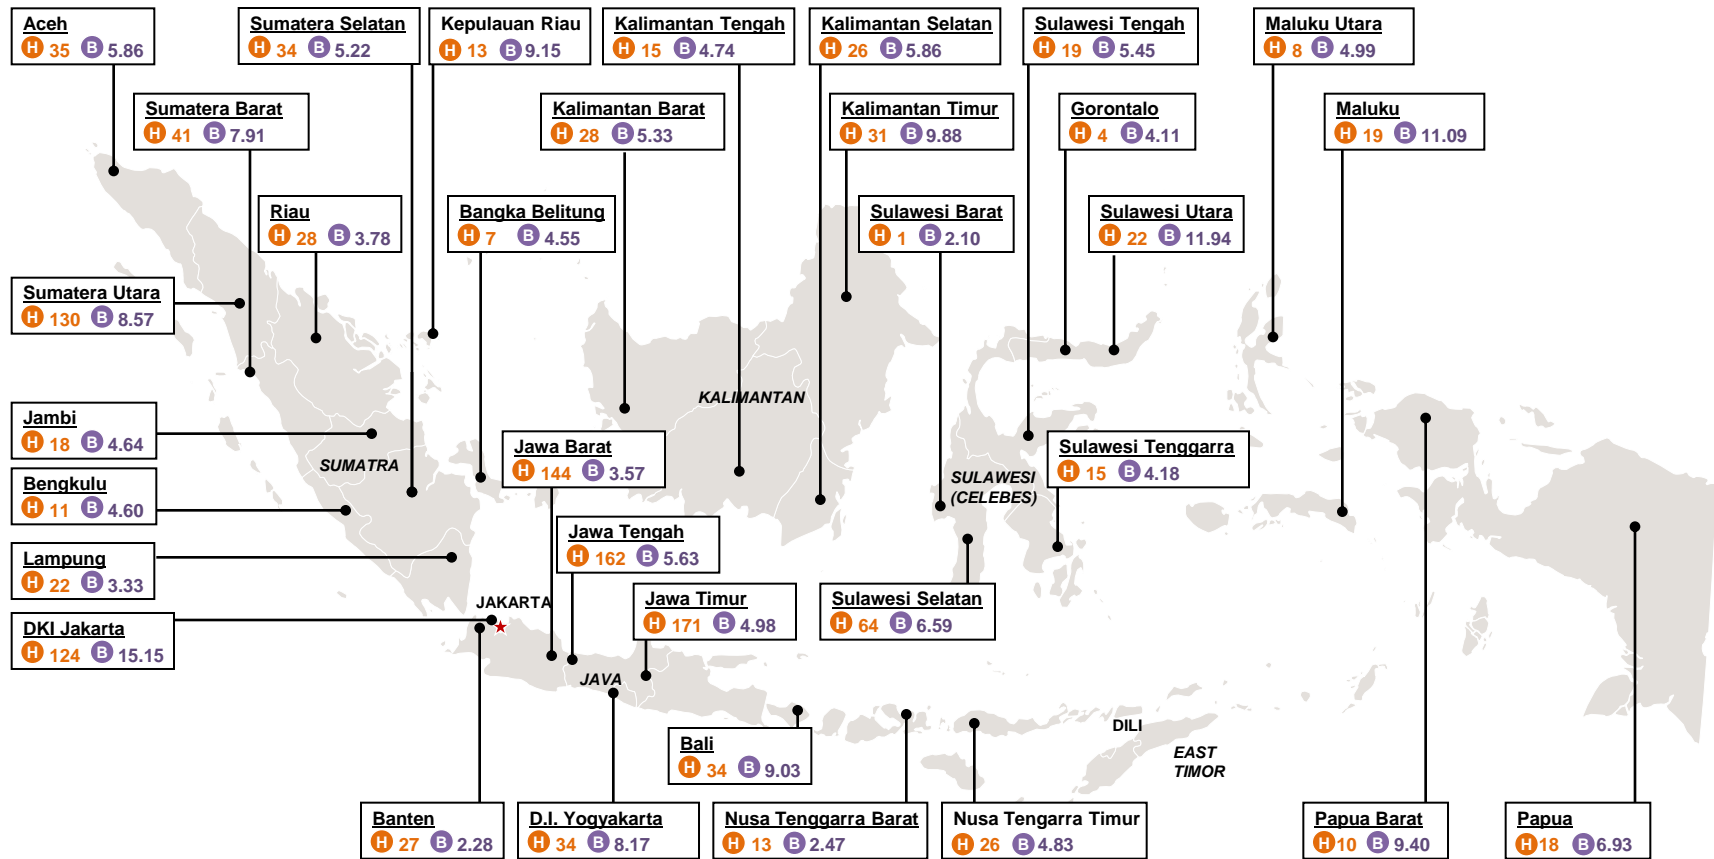 Aceh
H 35 B 5.86
Sumatera Selatan
H 34 B 5.22
Kepulauan Riau
H 13 B 9.15
Kalimantan Tengah
H 15 B 4.74
Kalimantan Selatan
H 26 B 5.86
Sulawesi Tengah
H 19 B 5.45
Maluku Utara
H 8 B 4.99
Sumatera Barat
H 41 B 7.91
Kalimantan Barat
H 28 B 5.33
Kalimantan Timur
H 31 B 9.88
Gorontalo
H 4 B 4.11
Maluku
H 19 B 11.09
Riau
H 28 B 3.78
Bangka Belitung
H 7 B 4.55
Sulawesi Barat
H 1 B 2.10
Sulawesi Utara
H 22 B 11.94
Sumatera Utara
H 130 B 8.57
KALIMANTAN
Jambi
H 18 B 4.64
SUMATRA
Jawa Barat
H 144 B 3.57
Sulawesi Tenggarra
H 15 B 4.18
SULAWESI
(CELEBES)
Bengkulu
H 11 B 4.60
Jawa Tengah
H 162 B 5.63
Lampung
H 22 B 3.33
JAKARTA
Jawa Timur
H 171 B 4.98
Sulawesi Selatan
H 64 B 6.59
DKI Jakarta
H 124 B 15.15
JAVA
Bali
H 34 B 9.03
DILI
EAST
TIMOR
Banten
H 27 B 2.28
D.I. Yogyakarta
H 34 B 8.17
Nusa Tenggarra Barat
H 13 B 2.47
Nusa Tengarra Timur
H 26 B 4.83
Papua Barat
H 10 B 9.40
Papua
H 18 B 6.93